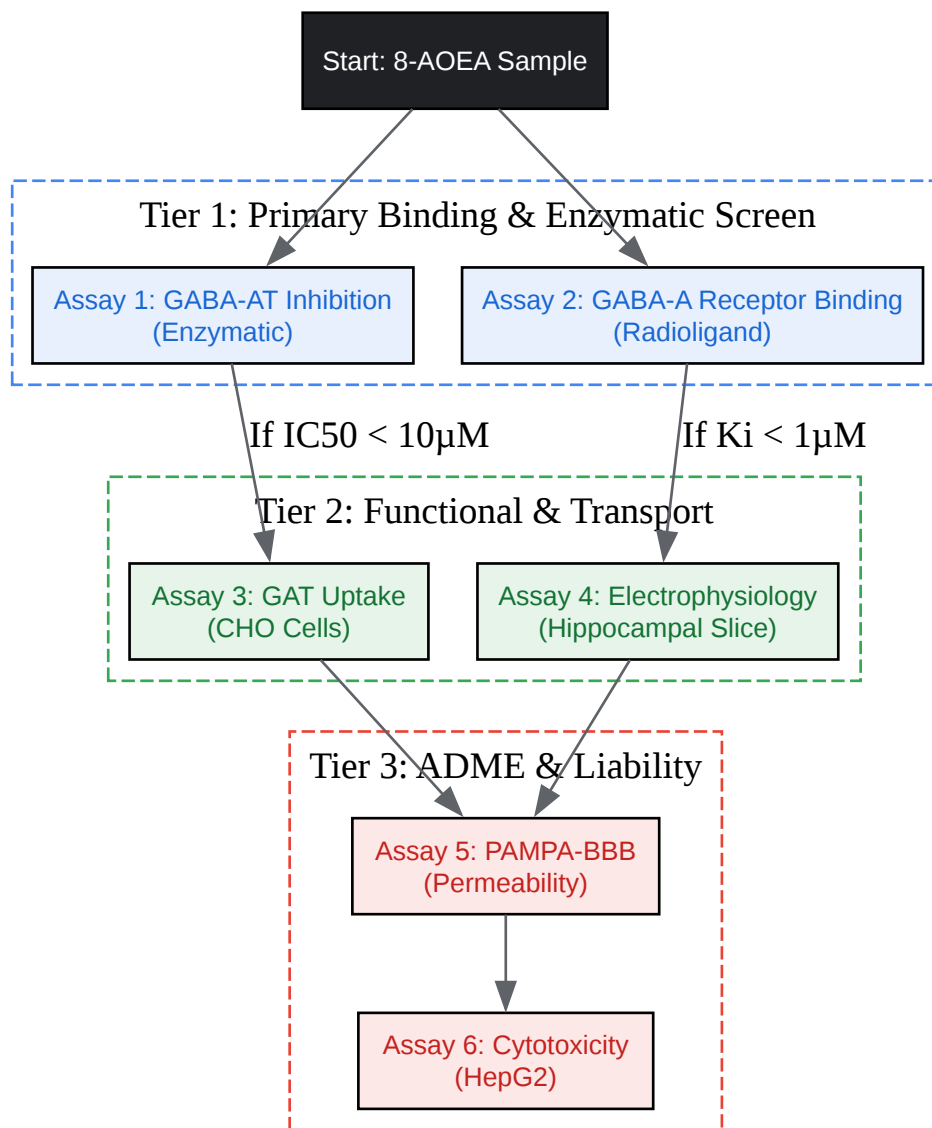 Start: 8-AOEA Sample
Tier 1: Primary Binding & Enzymatic Screen
Assay 1: GABA-AT Inhibition
(Enzymatic)
Assay 2: GABA-A Receptor Binding
(Radioligand)
If IC50 < 10µM
If Ki < 1µM
Tier 2: Functional & Transport
Assay 3: GAT Uptake
(CHO Cells)
Assay 4: Electrophysiology
(Hippocampal Slice)
Tier 3: ADME & Liability
Assay 5: PAMPA-BBB
(Permeability)
Assay 6: Cytotoxicity
(HepG2)